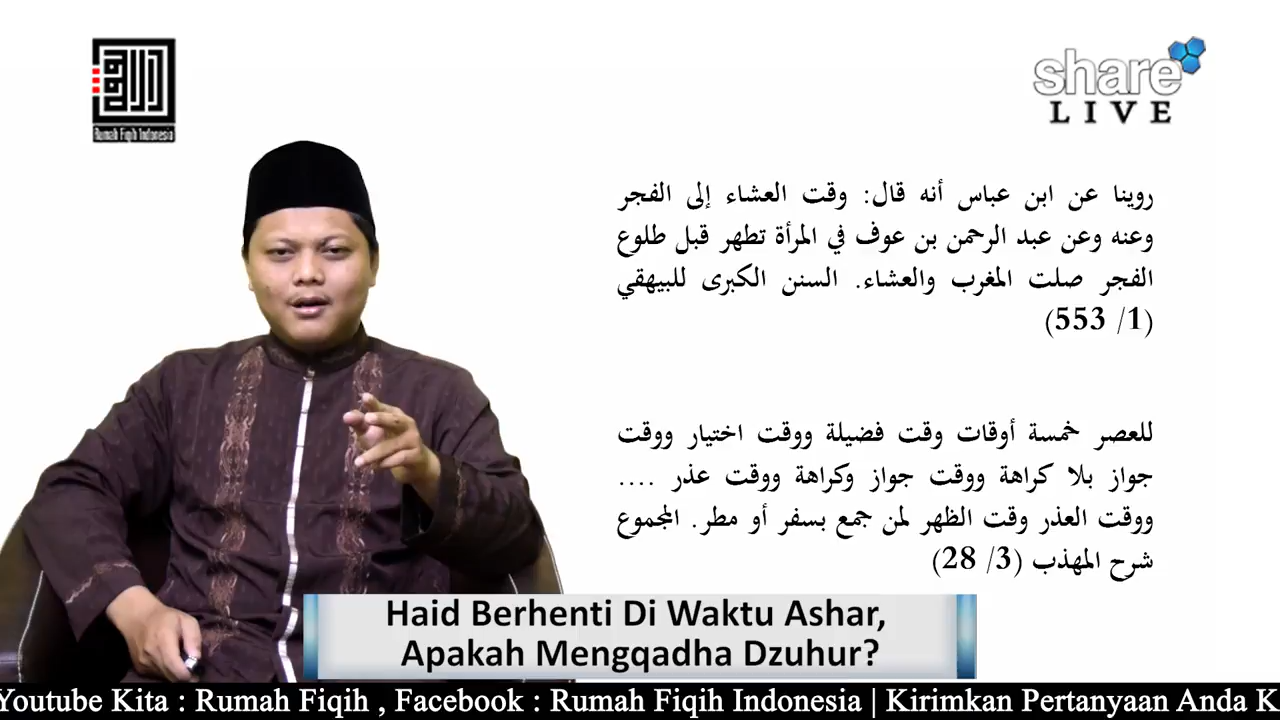 Rumah Fiqih Indonesia
share
LIVE
روينا عن ابن عباس أنه قال: وقت العشاء إلى الفجر
وعنه وعن عبد الرحمن بن عوف في المرأة تطهر قبل طلوع
الفجر صلت المغرب والعشاء. السنن الكبرى للبيهقي
(1/ 553)
للعصر خمسة أوقات وقت فضيلة ووقت اختيار ووقت
جواز بلا كراهة ووقت جواز وكراهة ووقت عذر ....
ووقت العذر وقت الظهر لمن جمع بسفر أو مطر. المجموع
شرح المهذب (3/ 28)
Haid Berhenti Di Waktu Ashar,
Apakah Mengqadha Dzuhur?
Youtube Kita : Rumah Fiqih , Facebook : Rumah Fiqih Indonesia | Kirimkan Pertanyaan Anda K